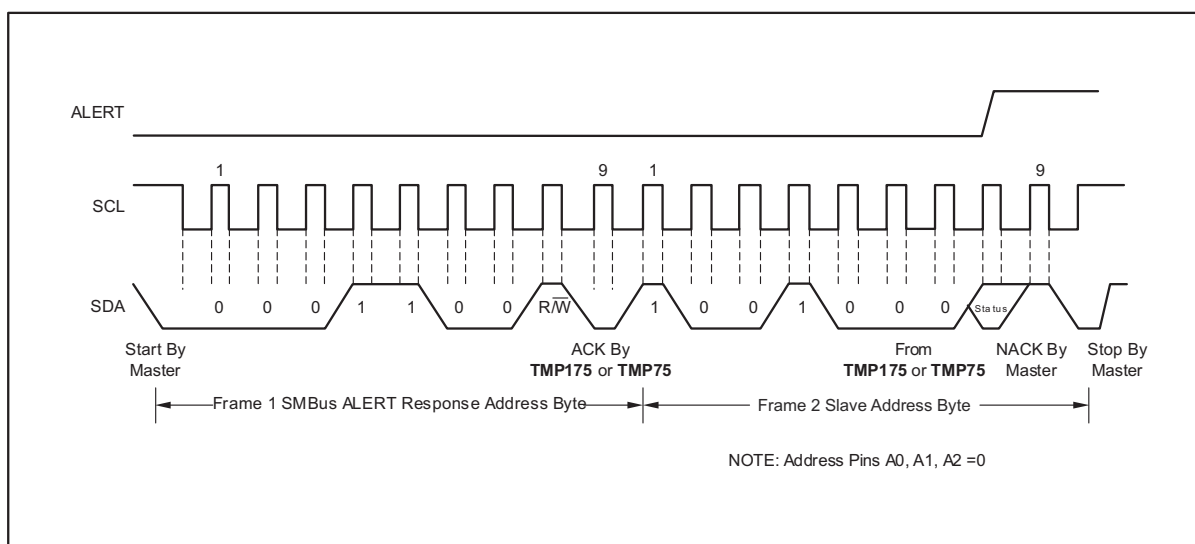 ALERT
1 9 1 9
SCL
SDA
0 0 0 1 1 0 0 R/W̅ 1 0 0 1 0 0 0 Status
Start By
Master
ACK By
TMP175 or TMP75
From
TMP175 or TMP75
NACK By
Master
Stop By
Master
Frame 1 SMBus ALERT Response Address Byte
Frame 2 Slave Address Byte
NOTE: Address Pins A0, A1, A2 =0